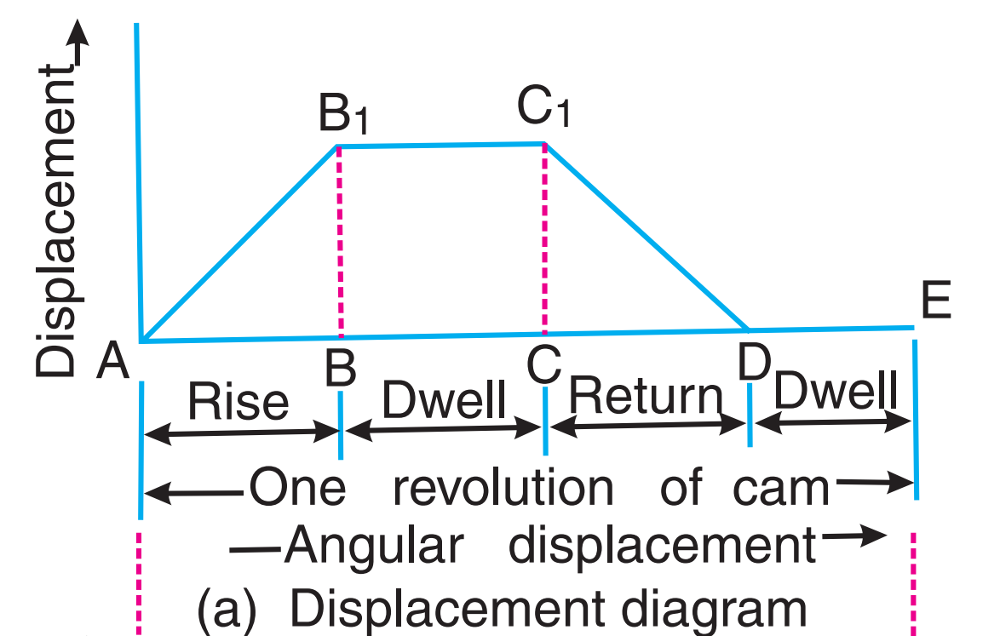 Displacement
B1
C1
E
A
B
C
D
Rise
Dwell
Return
Dwell
One revolution of cam
Angular displacement
(a) Displacement diagram